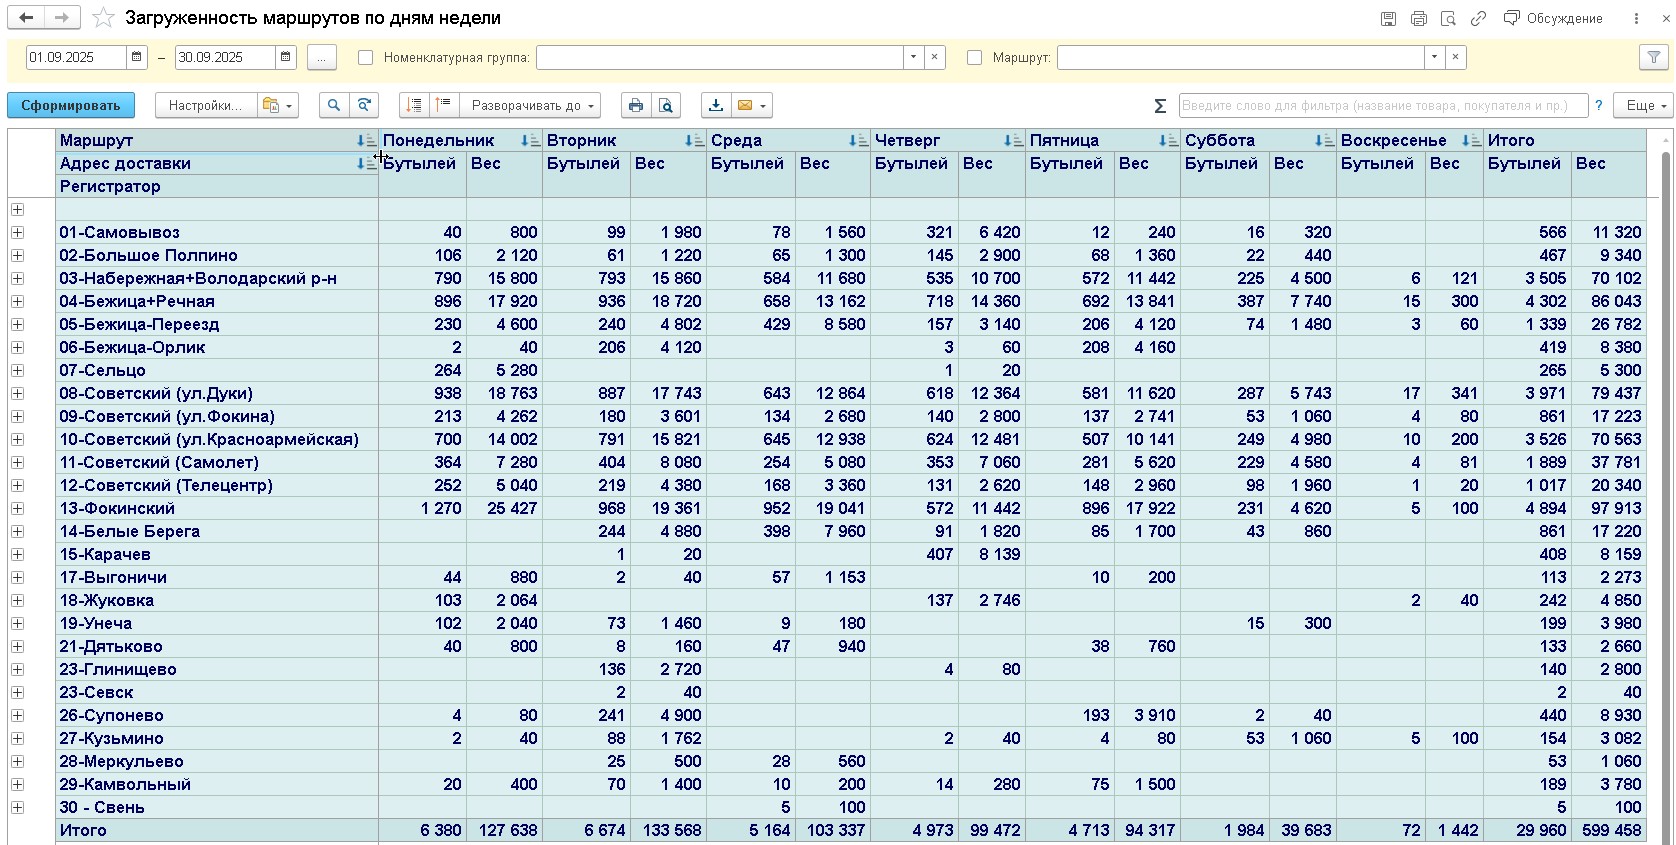 Загруженность маршрутов по дням недели
Обсуждение
01.09.2025 – 30.09.2025 ... Номенклатурная группа: Маршрут:
Сформировать Настройки... Разворачивать до Σ Введите слово для фильтра (название товара, покупателя и пр.) ? Еще
Маршрут Понедельник Вторник Среда Четверг Пятница Суббота Воскресенье Итого
Адрес доставки Бутылей Вес Бутылей Вес Бутылей Вес Бутылей Вес Бутылей Вес Бутылей Вес Бутылей Вес Бутылей Вес
Регистратор
01-Самовывоз 40 800 99 1 980 78 1 560 321 6 420 12 240 16 320 566 11 320
02-Большое Полпино 106 2 120 61 1 220 65 1 300 145 2 900 68 1 360 22 440 467 9 340
03-Набережная+Володарский р-н 790 15 800 793 15 860 584 11 680 535 10 700 572 11 442 225 4 500 6 121 3 505 70 102
04-Бежица+Речная 896 17 920 936 18 720 658 13 162 718 14 360 692 13 841 387 7 740 15 300 4 302 86 043
05-Бежица-Переезд 230 4 600 240 4 802 429 8 580 157 3 140 206 4 120 74 1 480 3 60 1 339 26 782
06-Бежица-Орлик 2 40 206 4 120 3 60 208 4 160 419 8 380
07-Сельцо 264 5 280 1 20 265 5 300
08-Советский (ул.Дуки) 938 18 763 887 17 743 643 12 864 618 12 364 581 11 620 287 5 743 17 341 3 971 79 437
09-Советский (ул.Фокина) 213 4 262 180 3 601 134 2 680 140 2 800 137 2 741 53 1 060 4 80 861 17 223
10-Советский (ул.Красноармейская) 700 14 002 791 15 821 645 12 938 624 12 481 507 10 141 249 4 980 10 200 3 526 70 563
11-Советский (Самолет) 364 7 280 404 8 080 254 5 080 353 7 060 281 5 620 229 4 580 4 81 1 889 37 781
12-Советский (Телецентр) 252 5 040 219 4 380 168 3 360 131 2 620 148 2 960 98 1 960 1 20 1 017 20 340
13-Фокинский 1 270 25 427 968 19 361 952 19 041 572 11 442 896 17 922 231 4 620 5 100 4 894 97 913
14-Белые Берега 244 4 880 398 7 960 91 1 820 85 1 700 43 860 861 17 220
15-Карачев 1 20 407 8 139 408 8 159
17-Выгоничи 44 880 2 40 57 1 153 10 200 113 2 273
18-Жуковка 103 2 064 137 2 746 2 40 242 4 850
19-Унеча 102 2 040 73 1 460 9 180 15 300 199 3 980
21-Дятьково 40 800 8 160 47 940 38 760 133 2 660
23-Глинищево 136 2 720 4 80 140 2 800
23-Севск 2 40 2 40
26-Супонево 4 80 241 4 900 193 3 910 2 40 440 8 930
27-Кузьмино 2 40 88 1 762 2 40 4 80 53 1 060 5 100 154 3 082
28-Меркульево 25 500 28 560 53 1 060
29-Камвольный 20 400 70 1 400 10 200 14 280 75 1 500 189 3 780
30 - Свень 5 100 5 100
Итого 6 380 127 638 6 674 133 568 5 164 103 337 4 973 99 472 4 713 94 317 1 984 39 683 72 1 442 29 960 599 458